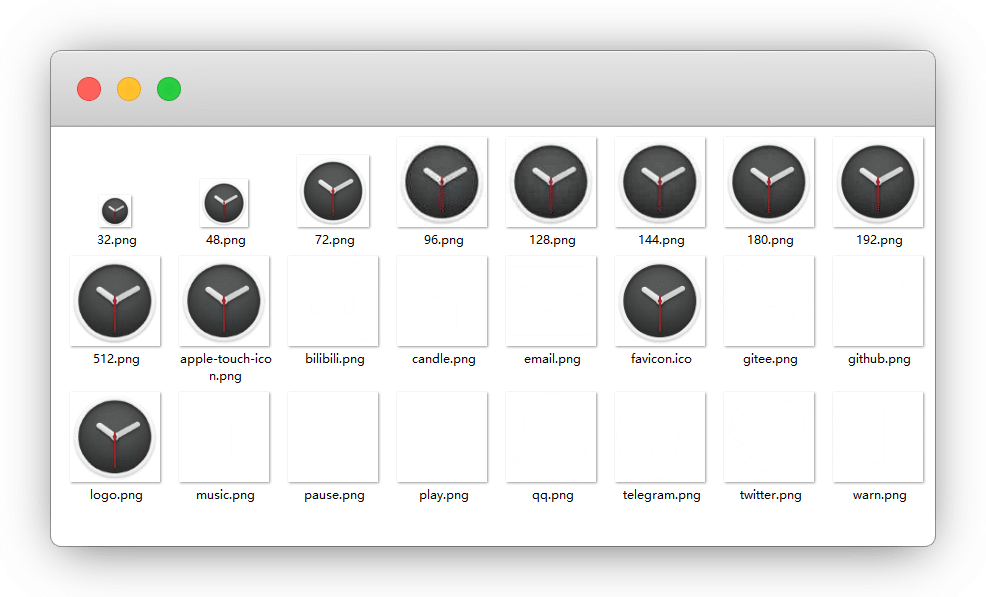 32.png 48.png 72.png 96.png 128.png 144.png 180.png 192.png
512.png apple-touch-ico bilibili.png candle.png email.png favicon.ico gitee.png github.png
n.png
logo.png music.png pause.png play.png qq.png telegram.png twitter.png warn.png